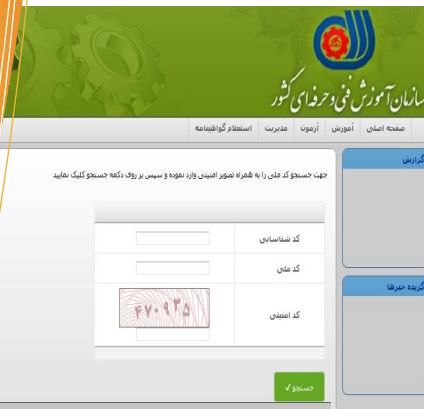 سازمان آموزش فنی و حرفه ای کشور
صفحه اصلی آموزش آزمون مدیریت استعلام گواهینامه
گزارش
جهت جستجو کد ملی را به همراه تصویر امنیتی وارد نموده و سپس بر روی دکمه جستجو کلیک نمایید
کد شناسایی
کد ملی
گزیده خبرها
کد امنیتی
۴۷۰۹۳۵
جستجو